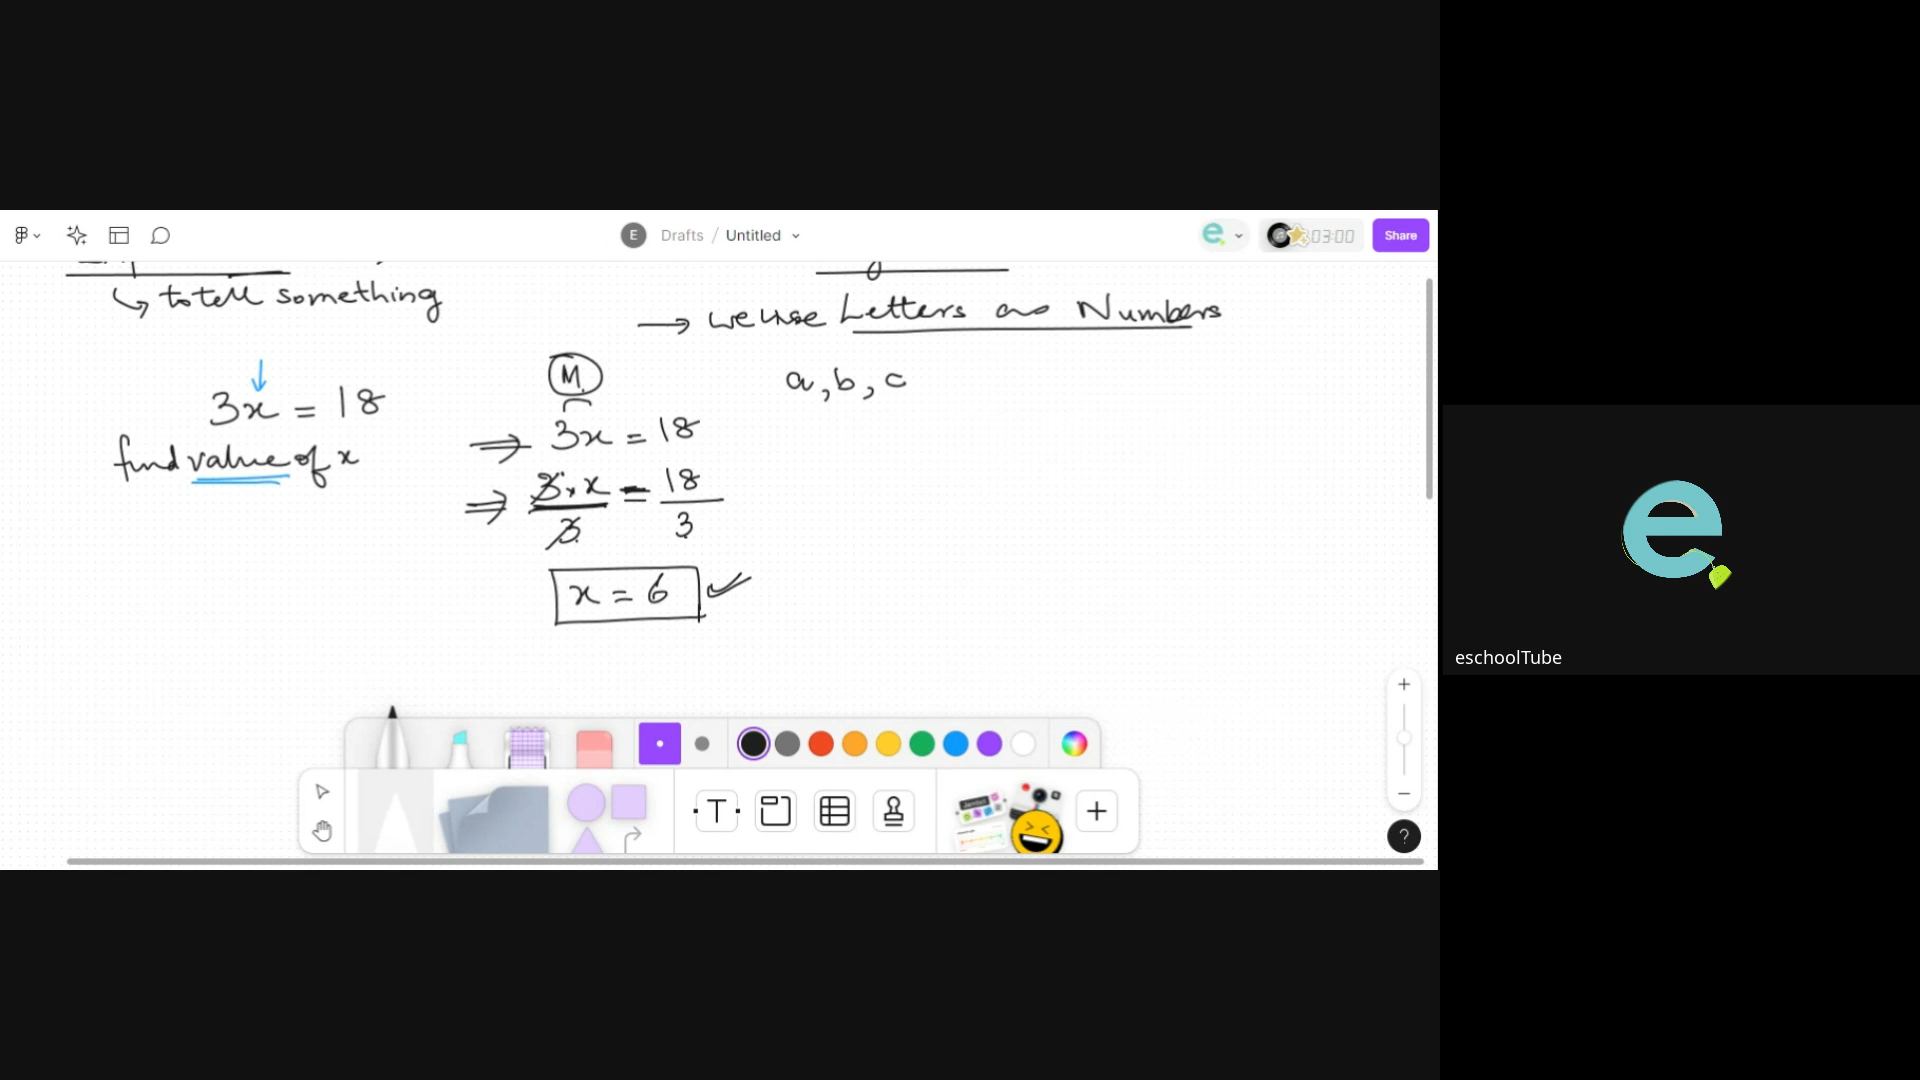 E Drafts / Untitled
03:00
Share
↳ to tell something
→ we use Letters as Numbers
a, b, c
3x = 18
find value of x
M
⇒ 3x = 18
⇒ 3·x/3 = 18/3
x = 6 ✓
T
?
eschoolTube